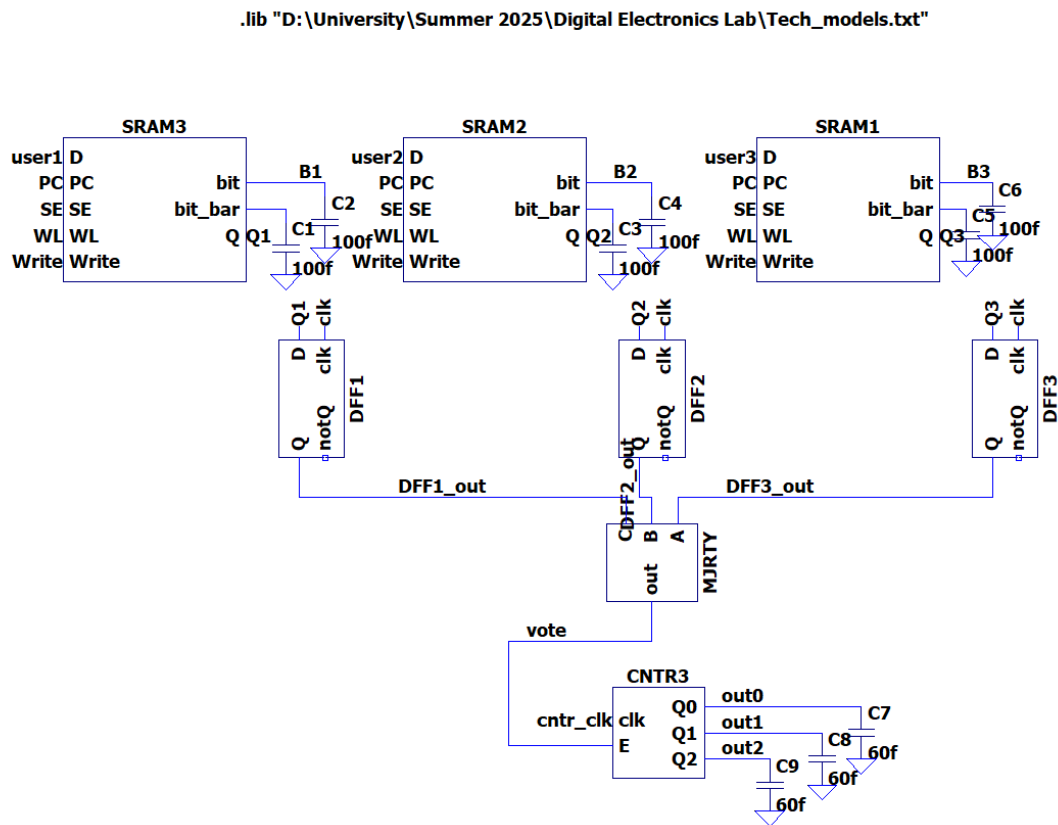 .lib "D:\University\Summer 2025\Digital Electronics Lab\Tech_models.txt"
SRAM3 SRAM2 SRAM1
user1 D user2 D user3 D
PC PC bit B1 PC PC bit B2 PC PC bit B3
C2 C4 C6
SE SE bit_bar SE SE bit_bar SE SE bit_bar
C1 C3 C5
WL WL Q Q1 100f WL WL Q Q2 100f WL WL Q Q3 100f
Write Write 100f Write Write 100f Write Write 100f
Q1 clk Q2 clk Q3 clk
D clk D clk D clk
DFF1 DFF2 DFF3
Q notQ Q notQ Q notQ
DFF1_out DFF2_out DFF3_out
C B A
MJRTY
out
vote
CNTR3
cntr_clk clk Q0 out0 C7
E Q1 out1 C8 60f
Q2 out2 C9 60f
60f